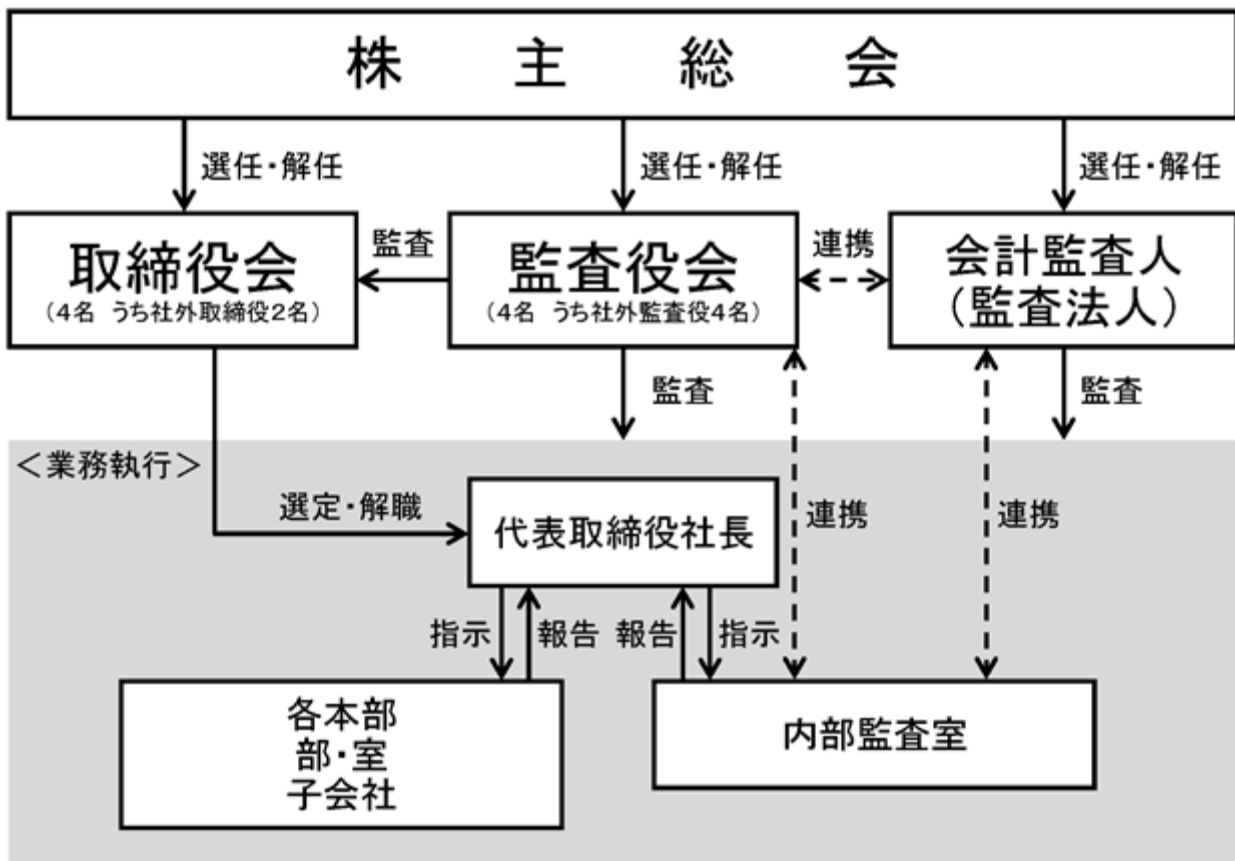 株主総会
選任・解任
選任・解任
選任・解任
取締役会
（4名 うち社外取締役2名）
監査
監査役会
（4名 うち社外監査役4名）
連携
会計監査人
（監査法人）
監査
監査
＜業務執行＞
選定・解職
代表取締役社長
連携
連携
指示
報告
報告
指示
各本部
部・室
子会社
内部監査室